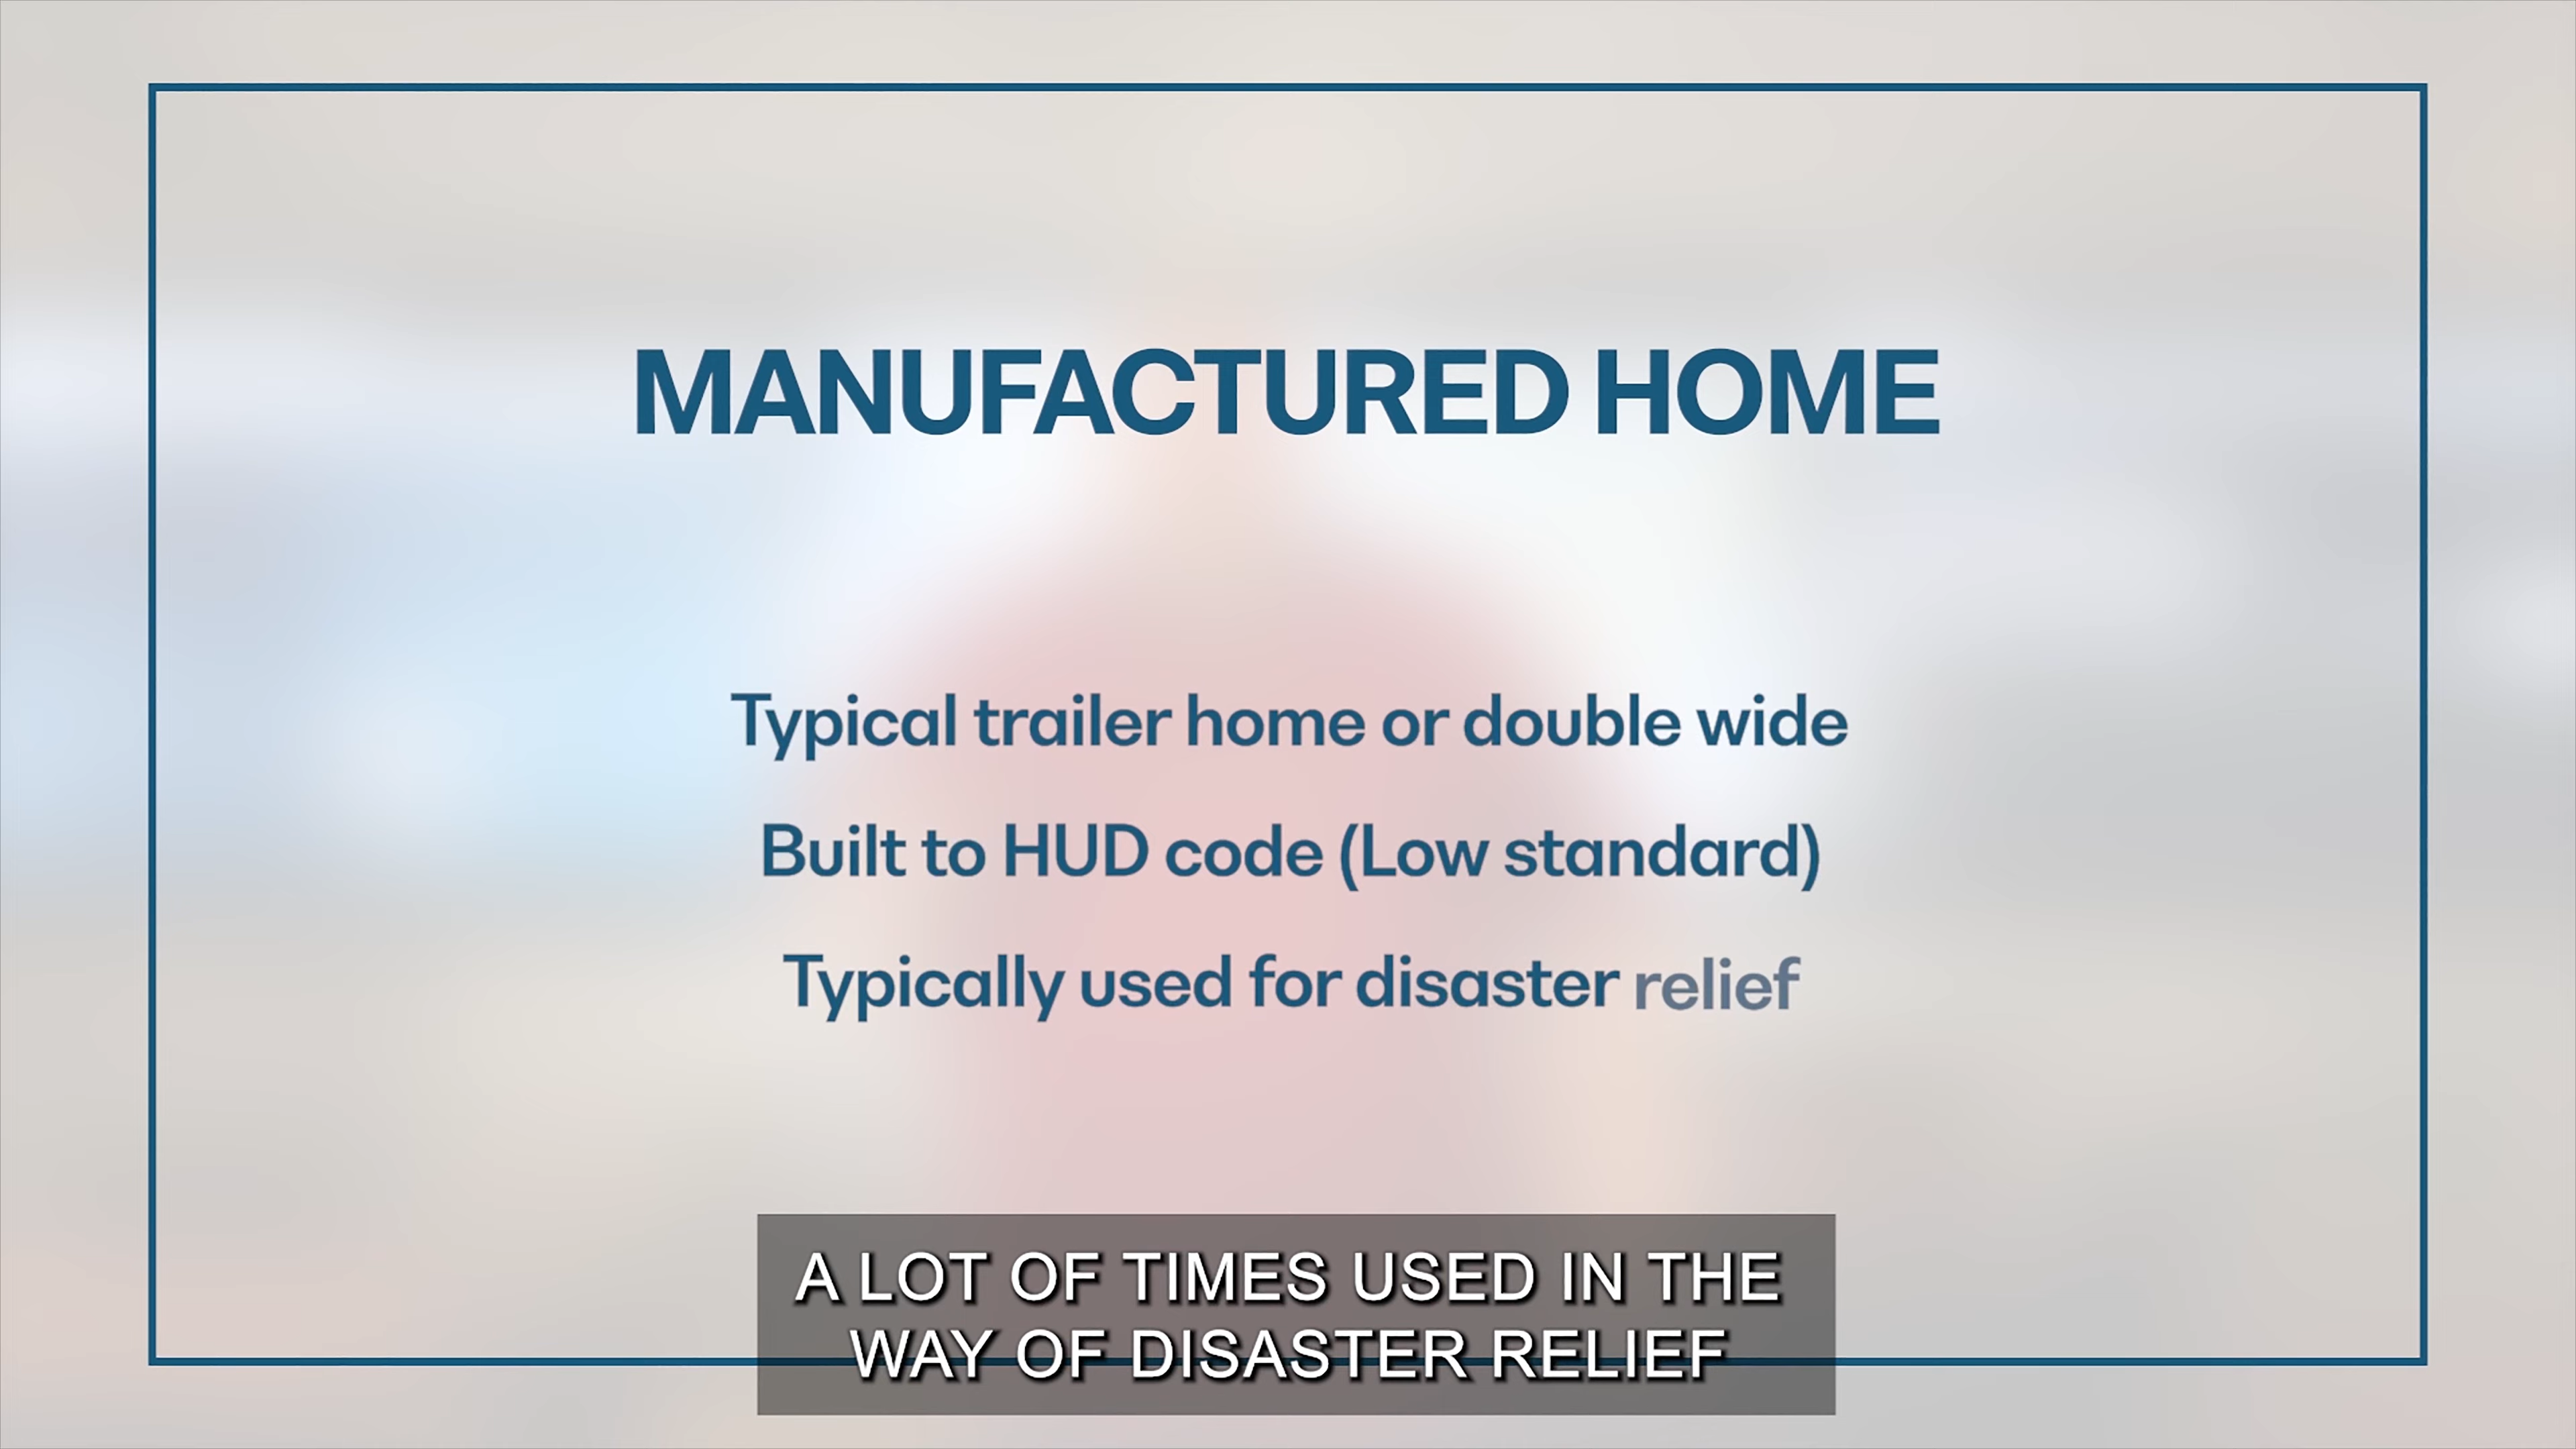 MANUFACTURED HOME
Typical trailer home or double wide
Built to HUD code (Low standard)
Typically used for disaster relief
A LOT OF TIMES USED IN THE
WAY OF DISASTER RELIEF